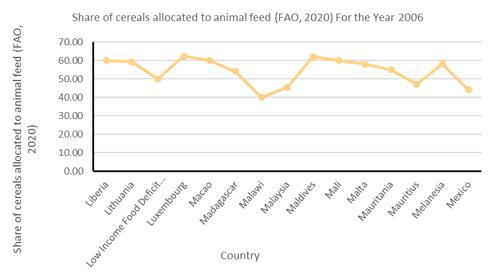 Share of cereals allocated to animal feed (FAO, 2020) For the Year 2006
Share of cereals allocated to animal feed (FAO,
2020)
70.00
60.00
50.00
40.00
30.00
20.00
10.00
0.00
Liberia
Lithuania
Low Income Food Deficit...
Luxembourg
Macao
Madagascar
Malawi
Malaysia
Maldives
Mali
Malta
Mauritania
Mauritius
Melanesia
Mexico
Country